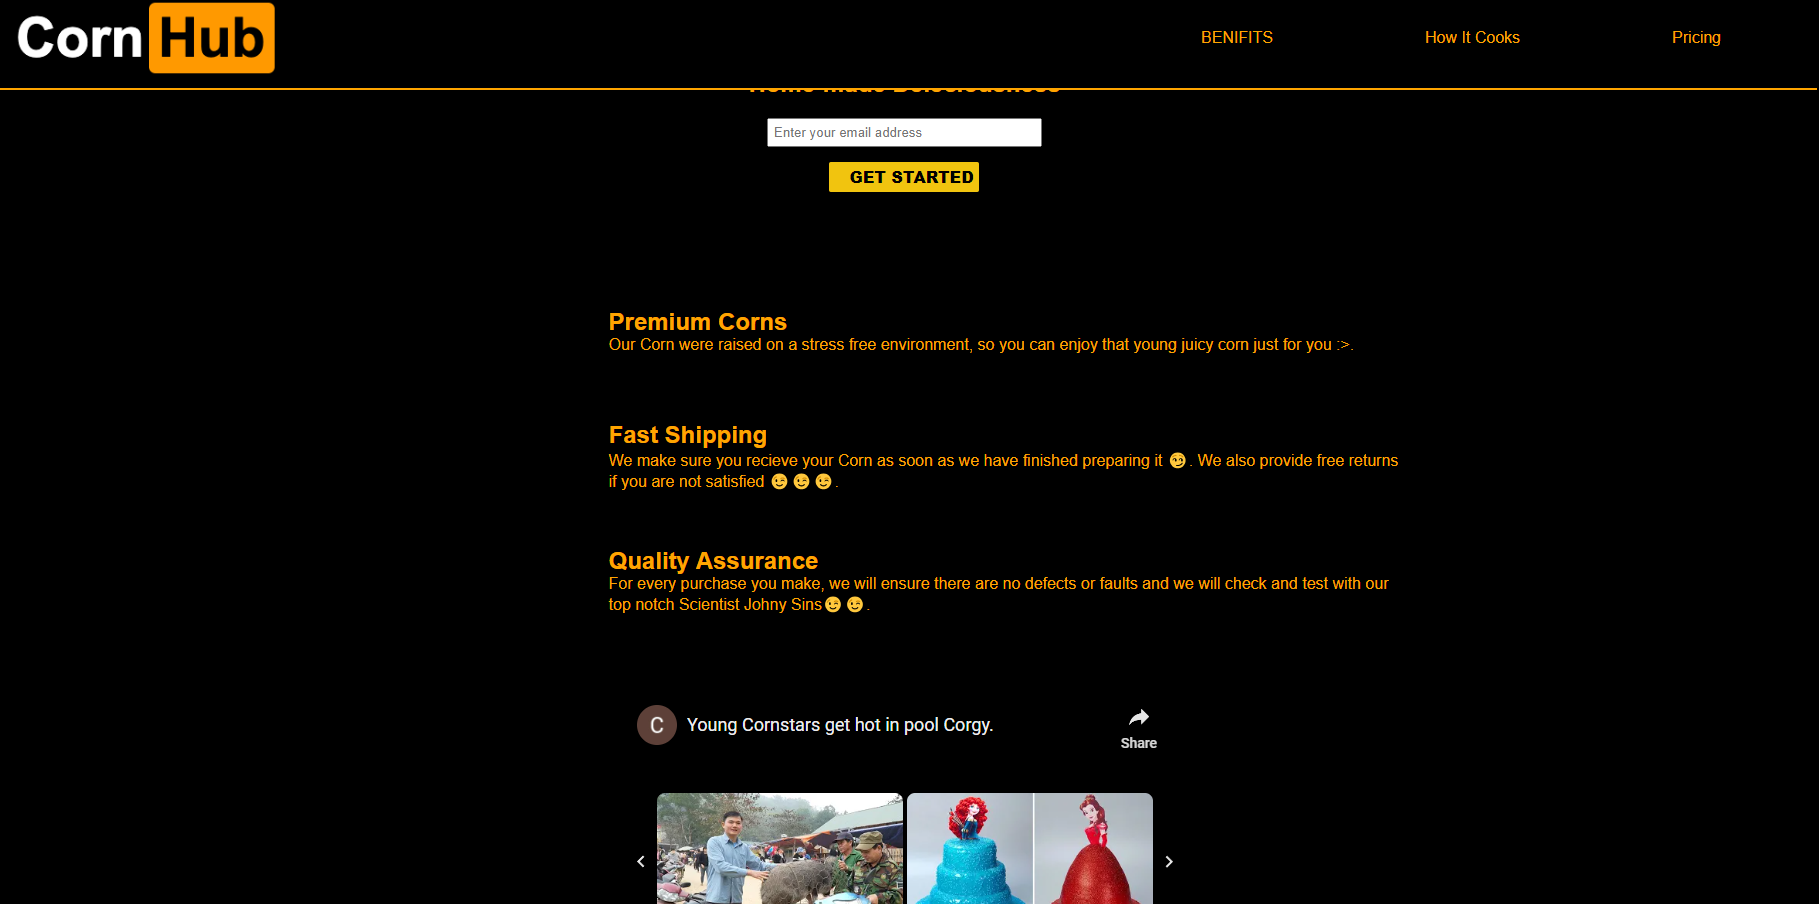 Corn Hub
BENIFITS
How It Cooks
Pricing
Enter your email address
GET STARTED
Premium Corns
Our Corn were raised on a stress free environment, so you can enjoy that young juicy corn just for you :>.
Fast Shipping
We make sure you recieve your Corn as soon as we have finished preparing it 😏. We also provide free returns
if you are not satisfied 😉😉😉.
Quality Assurance
For every purchase you make, we will ensure there are no defects or faults and we will check and test with our
top notch Scientist Johny Sins😉😉.
C
Young Cornstars get hot in pool Corgy.
Share